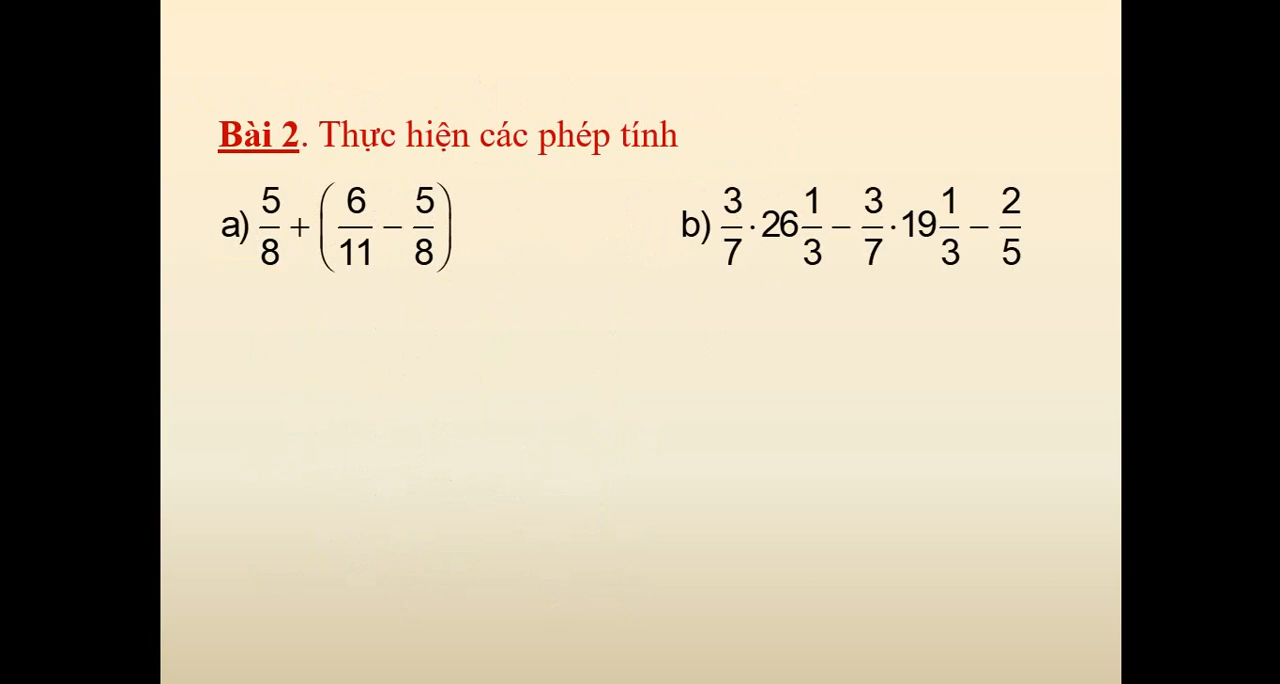 Bài 2. Thực hiện các phép tính
a) 5/8 + (6/11 − 5/8)
b) 3/7 · 26 1/3 − 3/7 · 19 1/3 − 2/5